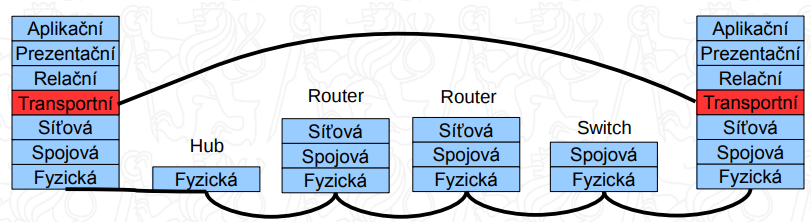 Aplikační
Prezentační
Relační
Transportní
Síťová
Spojová
Fyzická
Hub
Fyzická
Router
Síťová
Spojová
Fyzická
Router
Síťová
Spojová
Fyzická
Switch
Spojová
Fyzická
Aplikační
Prezentační
Relační
Transportní
Síťová
Spojová
Fyzická